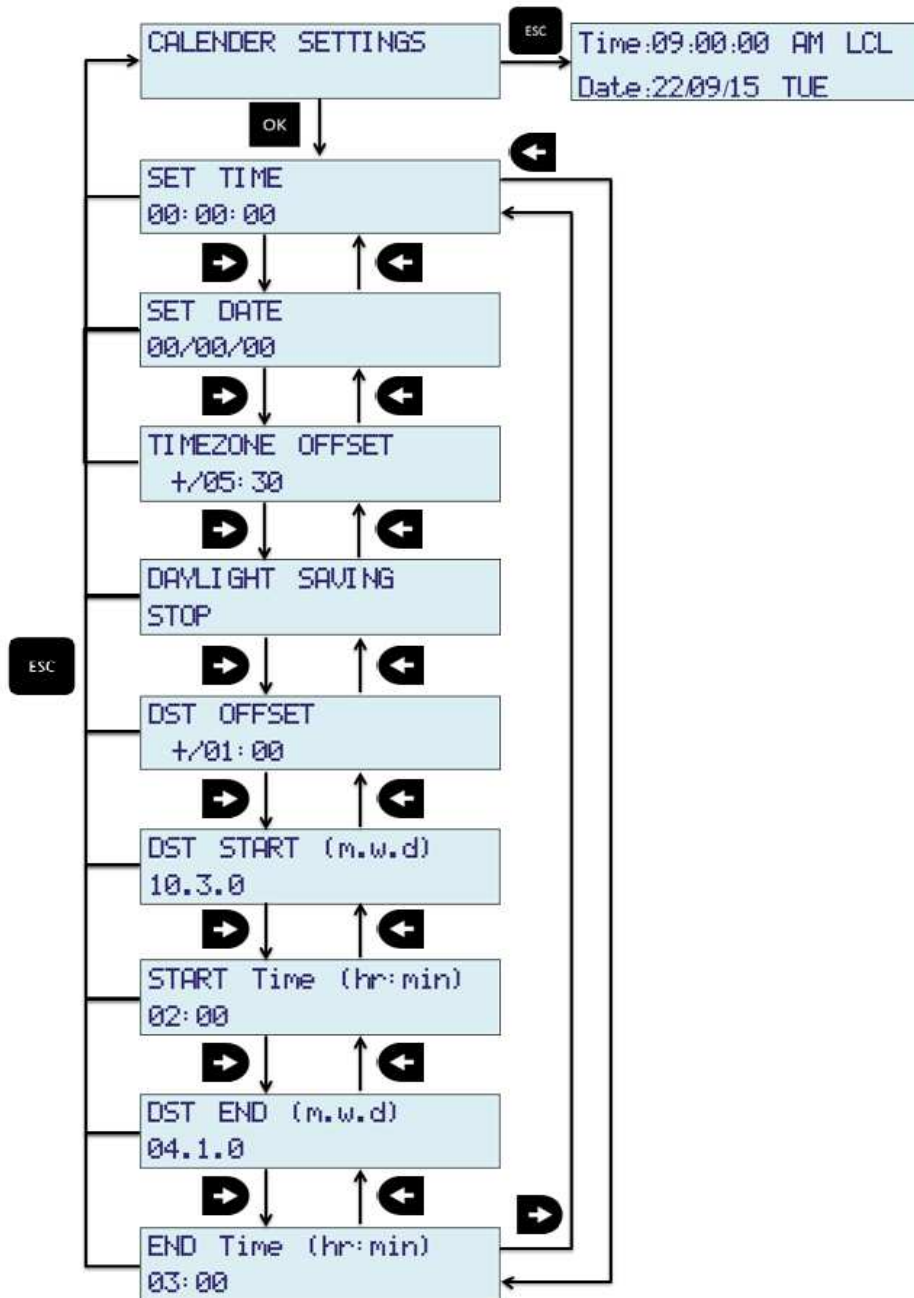 CALENDER SETTINGS
ESC
Time:09:00:00 AM LCL
Date:22/09/15 TUE
OK
SET TIME
00:00:00
SET DATE
00/00/00
TIMEZONE OFFSET
+/05:30
DAYLIGHT SAVING
STOP
ESC
DST OFFSET
+/01:00
DST START (m.w.d)
10.3.0
START Time (hr:min)
02:00
DST END (m.w.d)
04.1.0
END Time (hr:min)
03:00